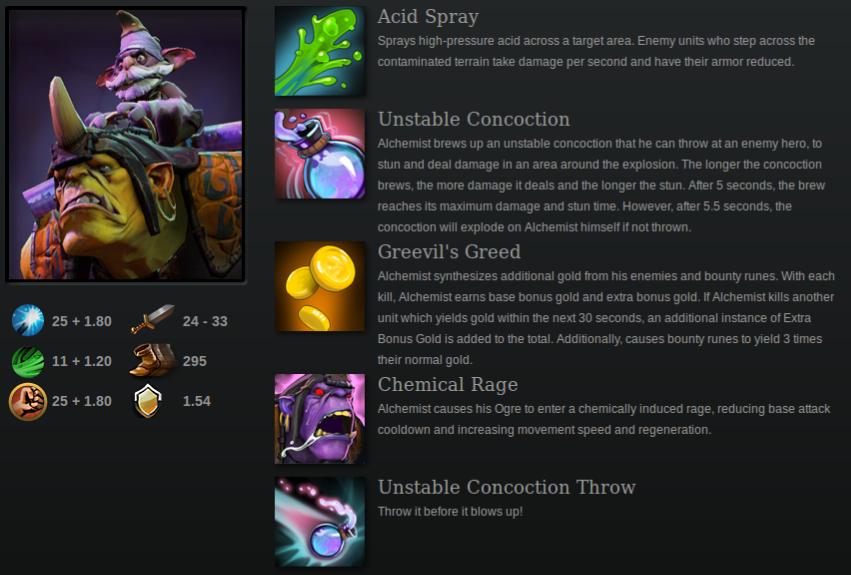 Acid Spray
Sprays high-pressure acid across a target area. Enemy units who step across the
contaminated terrain take damage per second and have their armor reduced.
Unstable Concoction
Alchemist brews up an unstable concoction that he can throw at an enemy hero, to
stun and deal damage in an area around the explosion. The longer the concoction
brews, the more damage it deals and the longer the stun. After 5 seconds, the brew
reaches its maximum damage and stun time. However, after 5.5 seconds, the
concoction will explode on Alchemist himself if not thrown.
Greevil's Greed
Alchemist synthesizes additional gold from his enemies and bounty runes. With each
kill, Alchemist earns base bonus gold and extra bonus gold. If Alchemist kills another
unit which yields gold within the next 30 seconds, an additional instance of Extra
Bonus Gold is added to the total. Additionally, causes bounty runes to yield 3 times
their normal gold.
25 + 1.80 24 - 33
11 + 1.20 295
25 + 1.80 1.54
Chemical Rage
Alchemist causes his Ogre to enter a chemically induced rage, reducing base attack
cooldown and increasing movement speed and regeneration.
Unstable Concoction Throw
Throw it before it blows up!